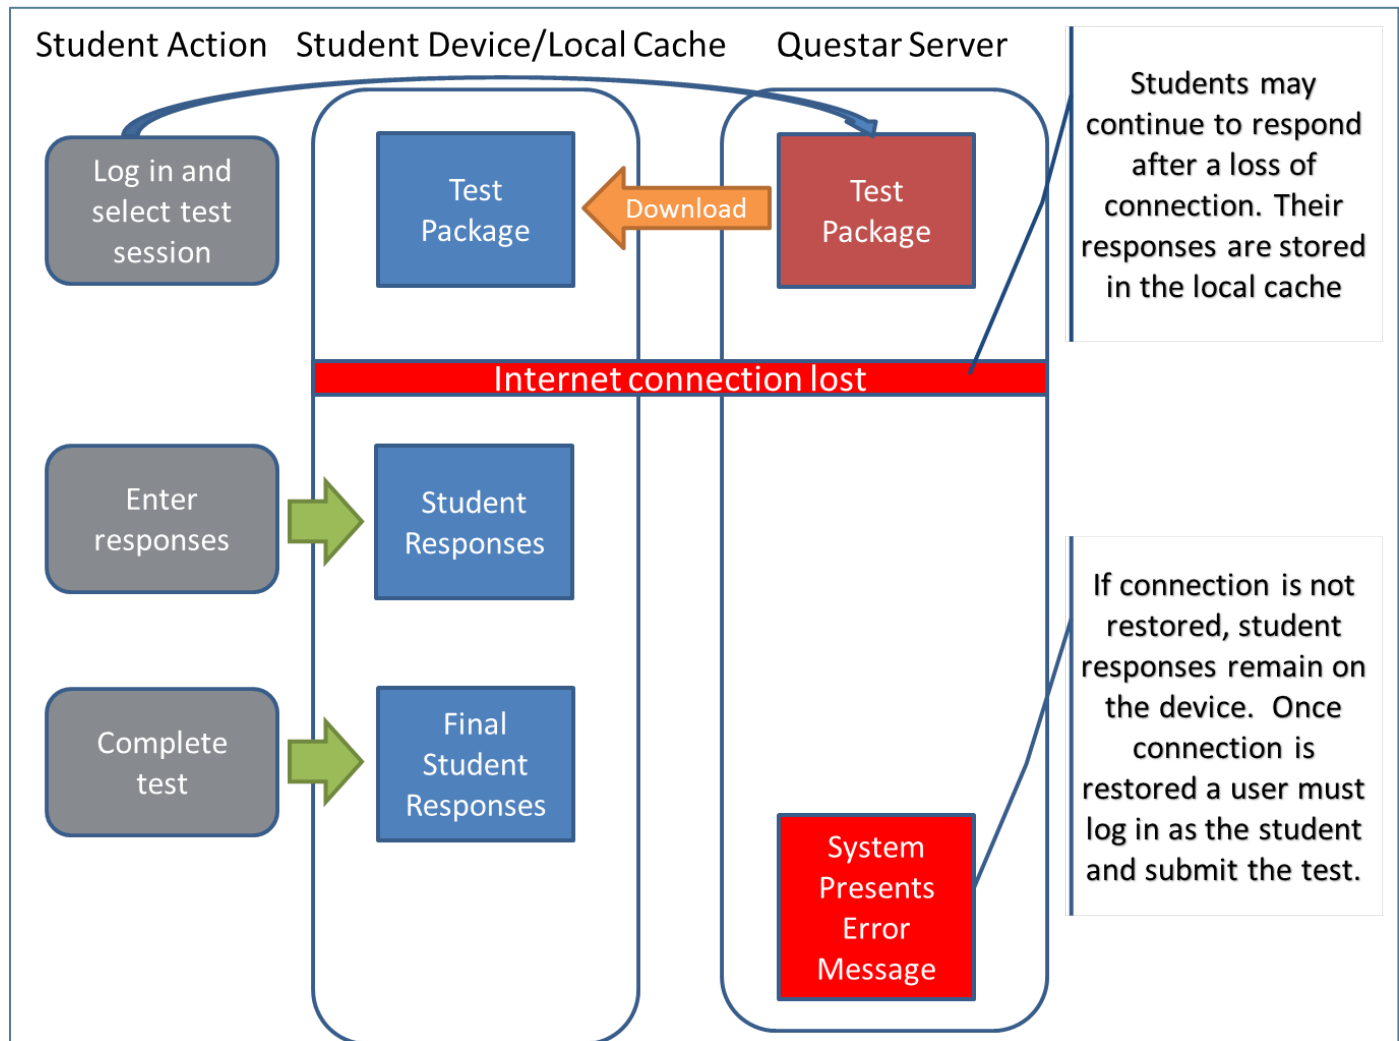 Student Action
Student Device/Local Cache
Questar Server
Log in and
select test
session
Test
Package
Download
Test
Package
Students may
continue to respond
after a loss of
connection. Their
responses are stored
in the local cache
Internet connection lost
Enter
responses
Student
Responses
Complete
test
Final
Student
Responses
System
Presents
Error
Message
If connection is not
restored, student
responses remain on
the device. Once
connection is
restored a user must
log in as the student
and submit the test.